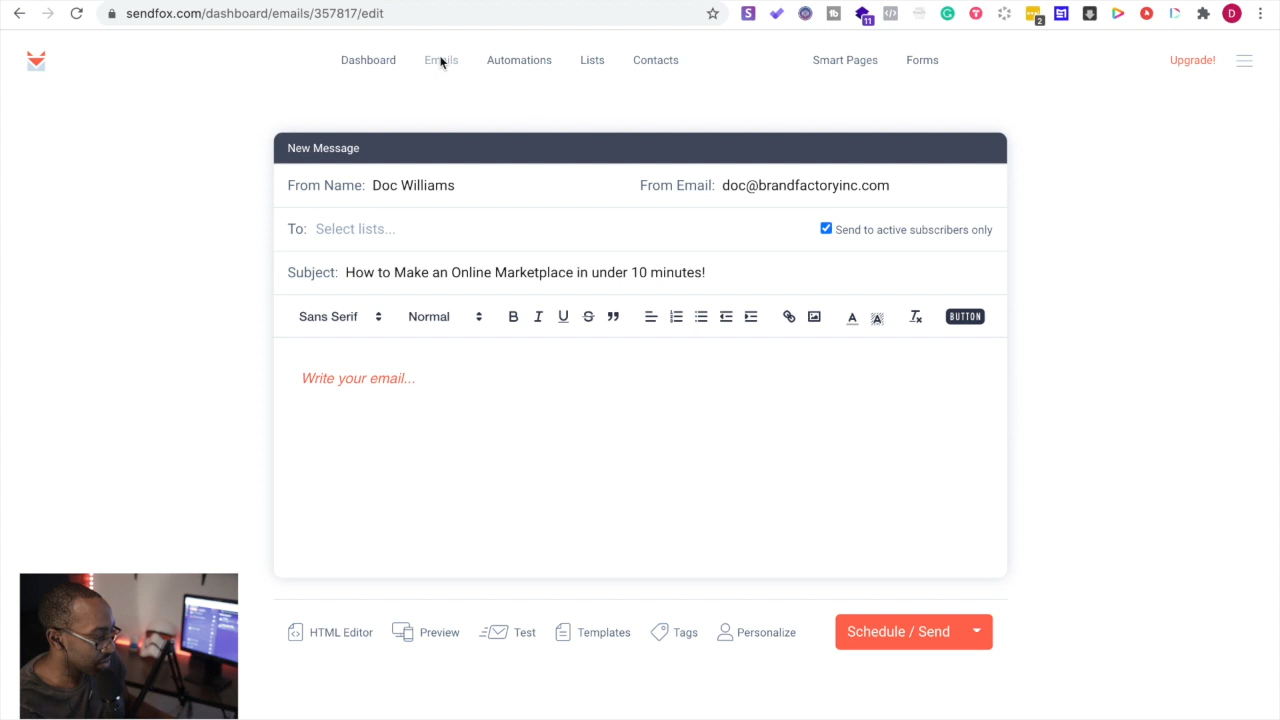 sendfox.com/dashboard/emails/357817/edit
11
2
D
Dashboard Emails Automations Lists Contacts Smart Pages Forms Upgrade!
New Message
From Name: Doc Williams From Email: doc@brandfactoryinc.com
To: Select lists... Send to active subscribers only
Subject: How to Make an Online Marketplace in under 10 minutes!
Sans Serif Normal BUTTON
Write your email...
HTML Editor Preview Test Templates Tags Personalize Schedule / Send